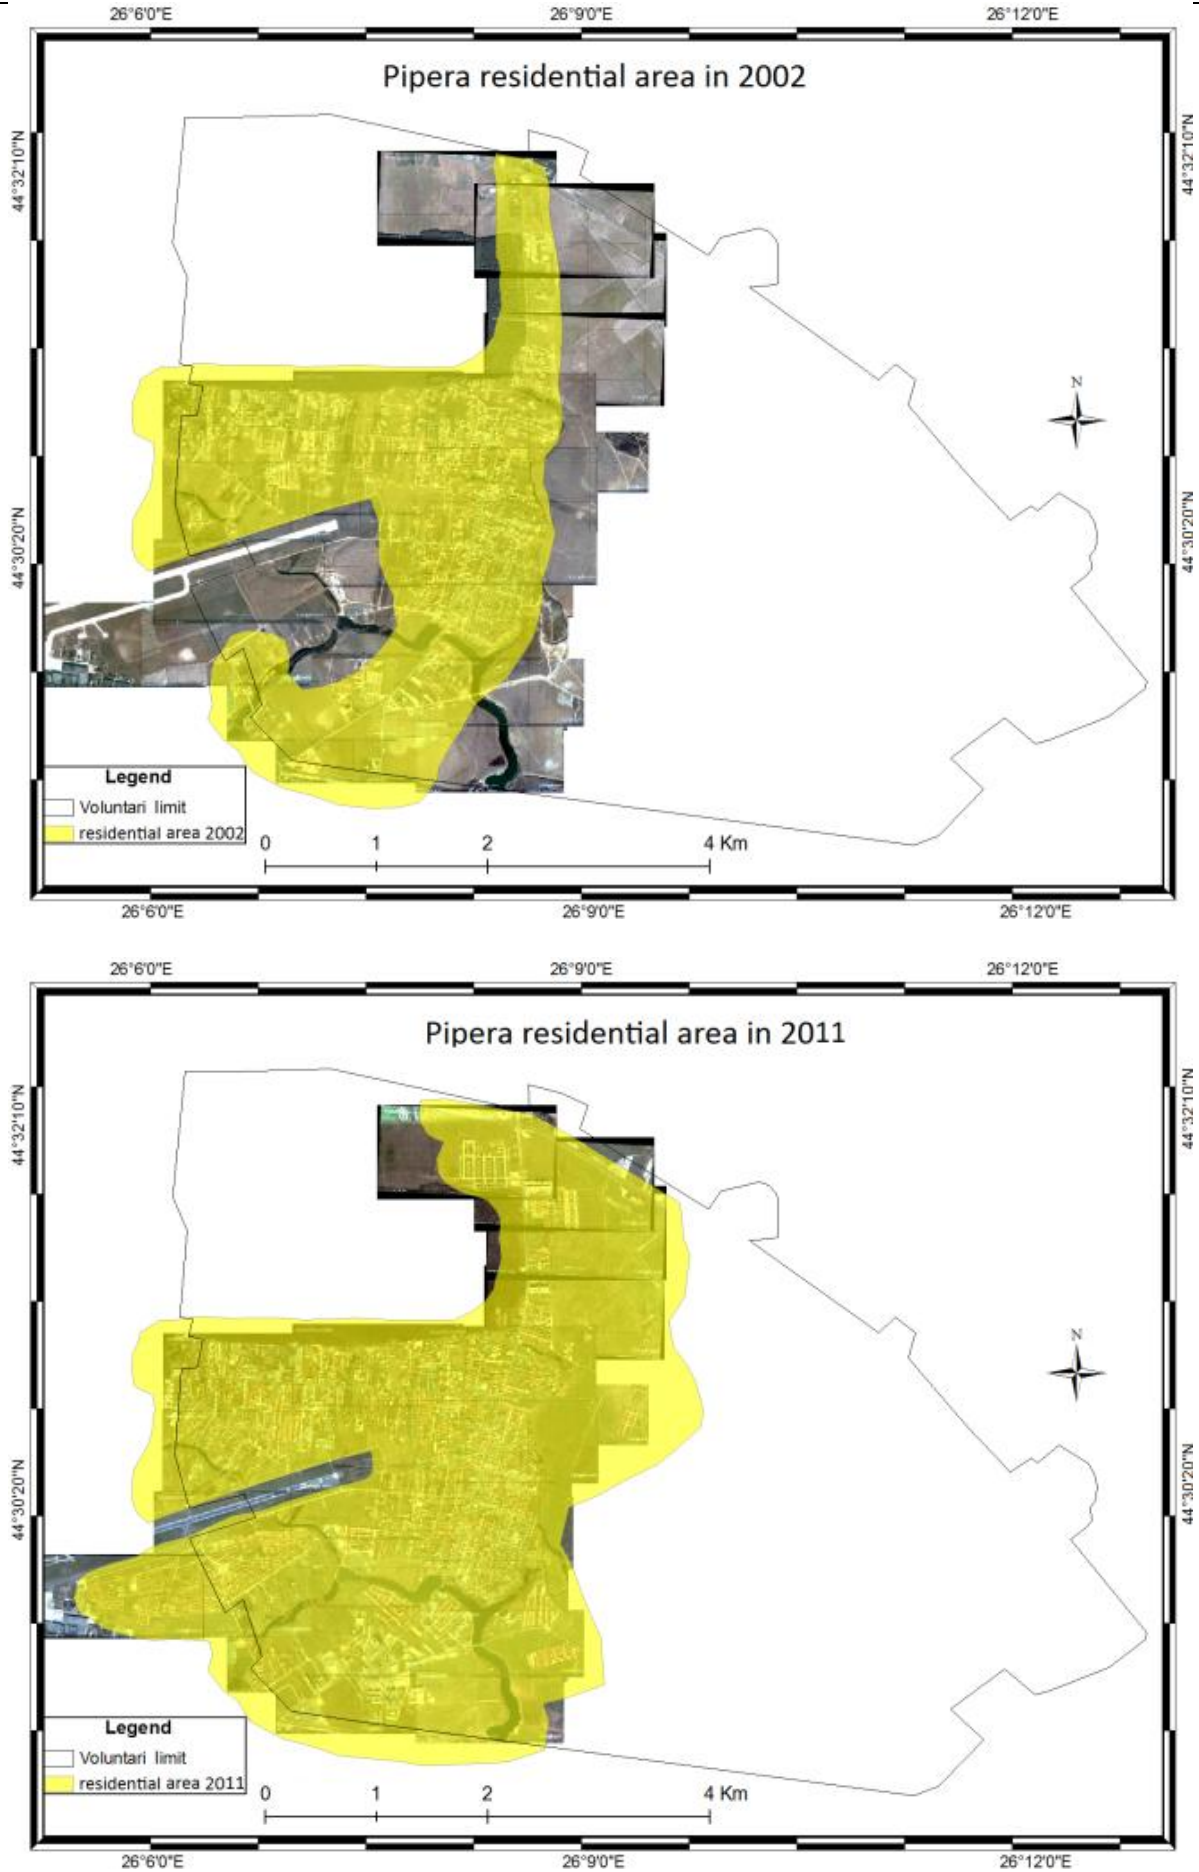 26°6'0"E 26°9'0"E 26°12'0"E
Pipera residential area in 2002
44°32'10"N 44°32'10"N
N
44°30'20"N 44°30'20"N
Legend
Voluntari limit
residential area 2002
0 1 2 4 Km
26°6'0"E 26°9'0"E 26°12'0"E
26°6'0"E 26°9'0"E 26°12'0"E
Pipera residential area in 2011
44°32'10"N 44°32'10"N
N
44°30'20"N 44°30'20"N
Legend
Voluntari limit
residential area 2011
0 1 2 4 Km
26°6'0"E 26°9'0"E 26°12'0"E